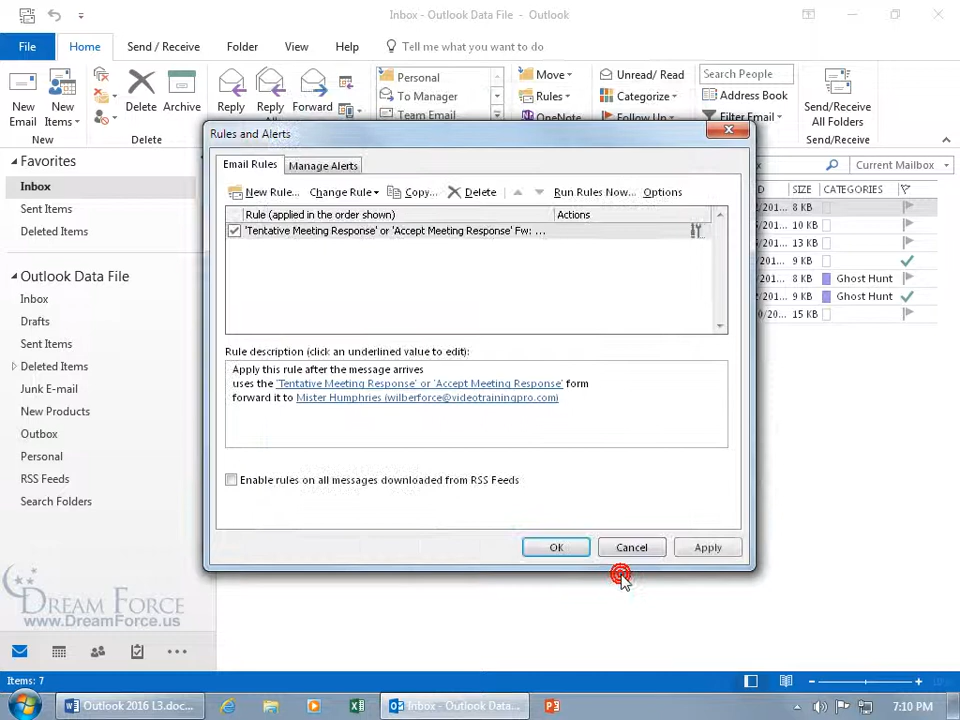 Inbox - Outlook Data File - Outlook
File Home Send / Receive Folder View Help Tell me what you want to do
New Email
New Items
Delete
Archive
Reply
Reply All
Forward
Personal
To Manager
Team Email
Move
Rules
OneNote
Unread/ Read
Categorize
Follow Up
Search People
Address Book
Filter Email
Send/Receive All Folders
New Delete Send/Receive
Favorites
Inbox
Sent Items
Deleted Items
Outlook Data File
Inbox
Drafts
Sent Items
Deleted Items
Junk E-mail
New Products
Outbox
Personal
RSS Feeds
Search Folders
Rules and Alerts
Email Rules Manage Alerts
New Rule... Change Rule Copy... Delete Run Rules Now... Options
Rule (applied in the order shown) Actions
'Tentative Meeting Response' or 'Accept Meeting Response' Fw: ...
Rule description (click an underlined value to edit):
Apply this rule after the message arrives
uses the 'Tentative Meeting Response' or 'Accept Meeting Response' form
forward it to Mister Humphries (wilberforce@videotrainingpro.com)
Enable rules on all messages downloaded from RSS Feeds
OK Cancel Apply
Current Mailbox
SIZE CATEGORIES
8 KB
10 KB
13 KB
9 KB
8 KB Ghost Hunt
9 KB Ghost Hunt
15 KB
DREAM FORCE
www.DreamForce.us
Items: 7
Outlook 2016 L3.doc...
Inbox - Outlook Data...
7:10 PM